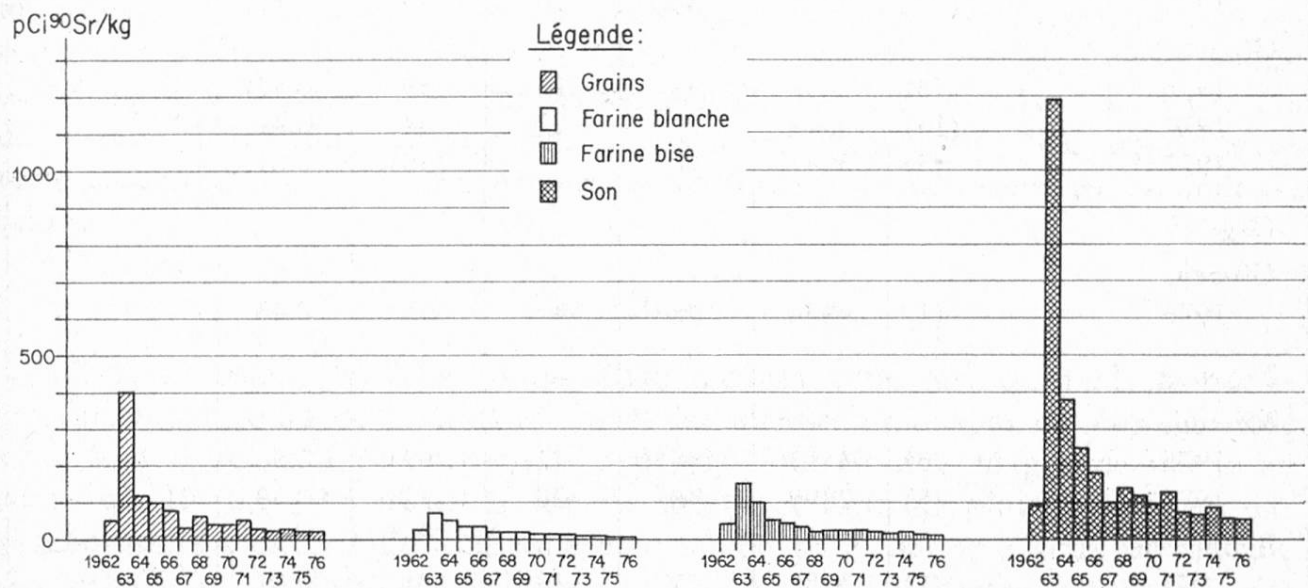 pCi⁹⁰Sr/kg
Légende:
Grains
Farine blanche
Farine bise
Son
1000
500
0
1962 64 66 68 70 72 74 76
63 65 67 69 71 73 75
1962 64 66 68 70 72 74 76
63 65 67 69 71 73 75
1962 64 66 68 70 72 74 76
63 65 67 69 71 73 75
1962 64 66 68 70 72 74 76
63 65 67 69 71 73 75